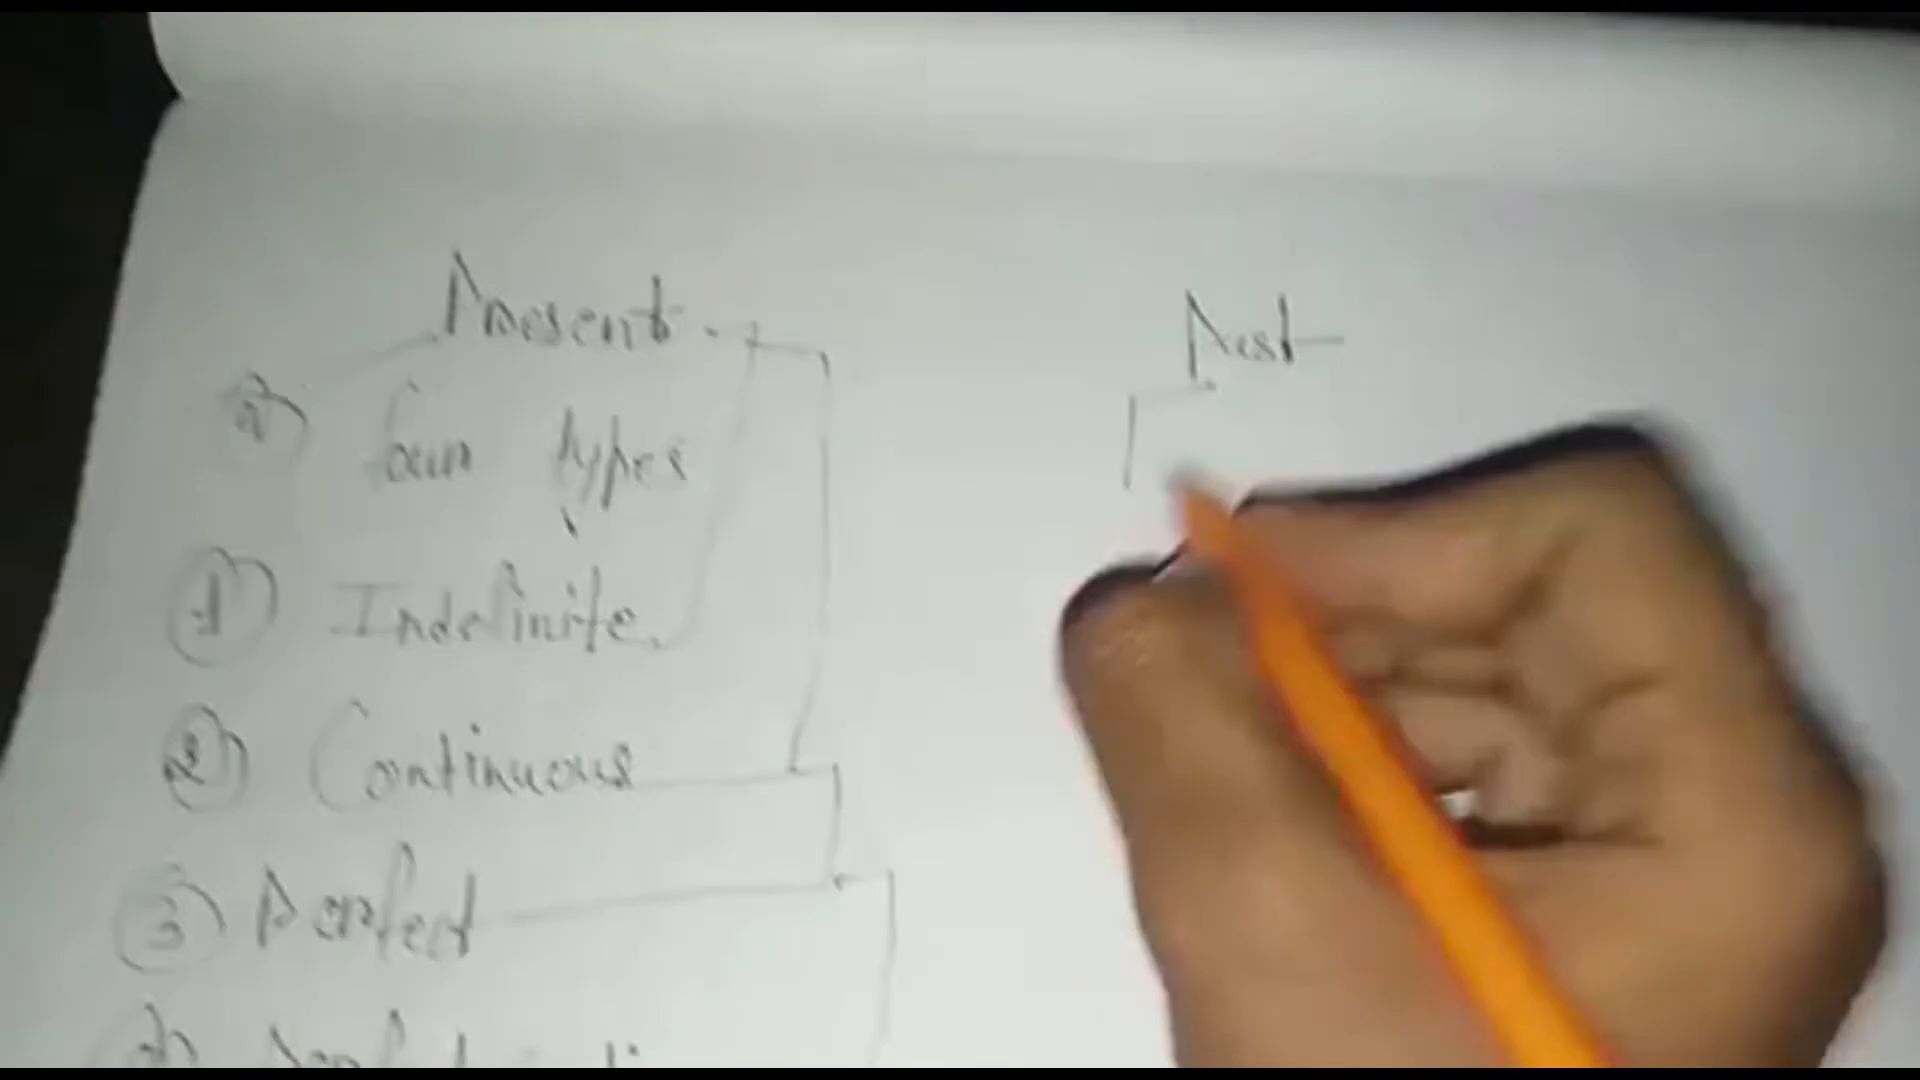 Present
Past
four types
① Indefinite
② Continuous
③ Perfect